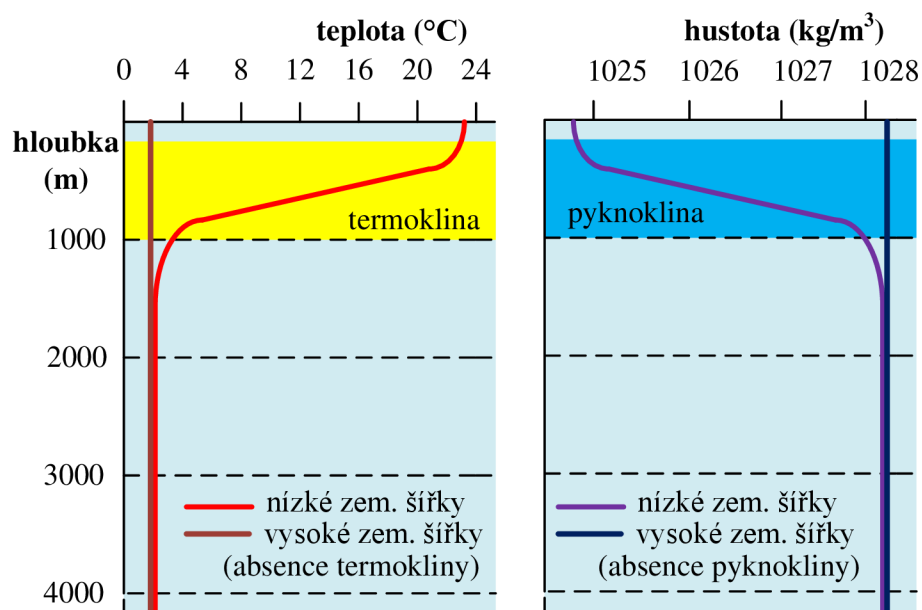 teplota (°C)
0 4 8 12 16 20 24
hloubka
(m)
termoklina
1000
2000
3000
4000
nízké zem. šířky
vysoké zem. šířky
(absence termokliny)
hustota (kg/m³)
1025 1026 1027 1028
pyknoklina
nízké zem. šířky
vysoké zem. šířky
(absence pyknokliny)